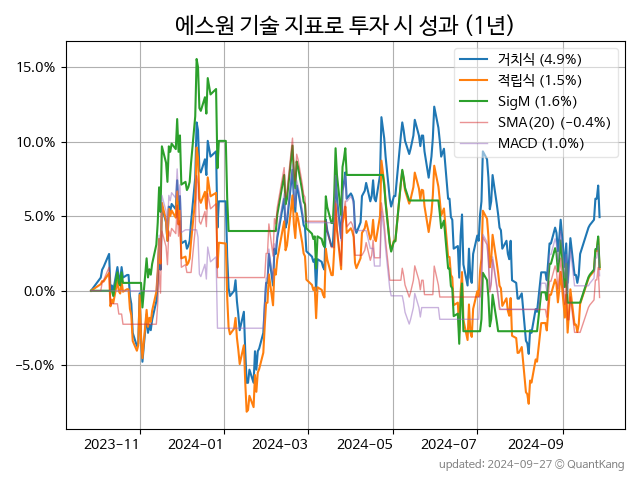 에스원 기술 지표로 투자 시 성과 (1년)
거치식 (4.9%)
적립식 (1.5%)
SigM (1.6%)
SMA(20) (−0.4%)
MACD (1.0%)
15.0%
10.0%
5.0%
0.0%
−5.0%
2023-11 2024-01 2024-03 2024-05 2024-07 2024-09
updated: 2024-09-27 © QuantKang